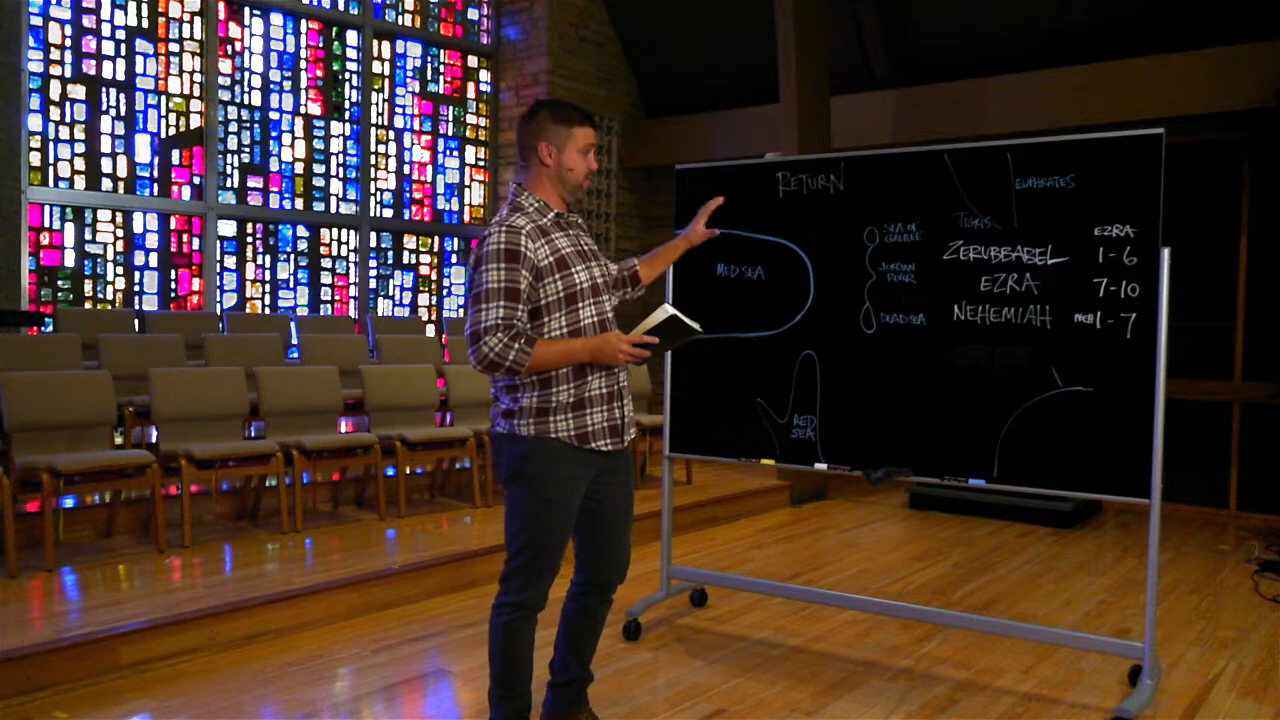 RETURN
EUPHRATES
TIGRIS
SEA OF
GALILEE
MED SEA
JORDAN
RIVER
DEAD SEA
EZRA
ZERUBBABEL 1-6
EZRA 7-10
NEHEMIAH NEH 1-7
RED
SEA